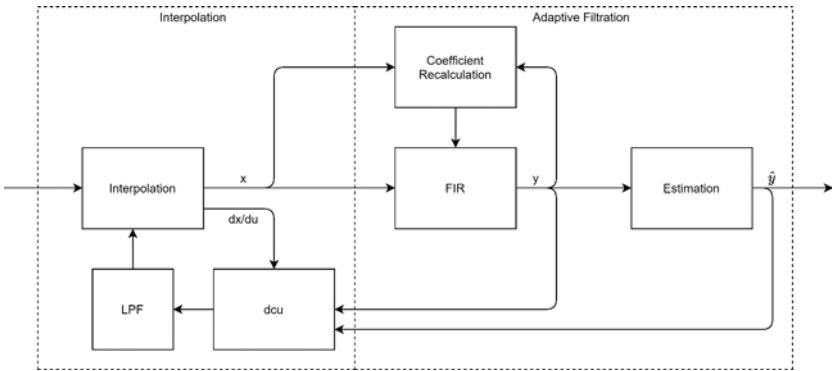 Interpolation
Adaptive Filtration
Coefficient
Recalculation
Interpolation
x
FIR
y
Estimation
ŷ
dx/du
LPF
dcu